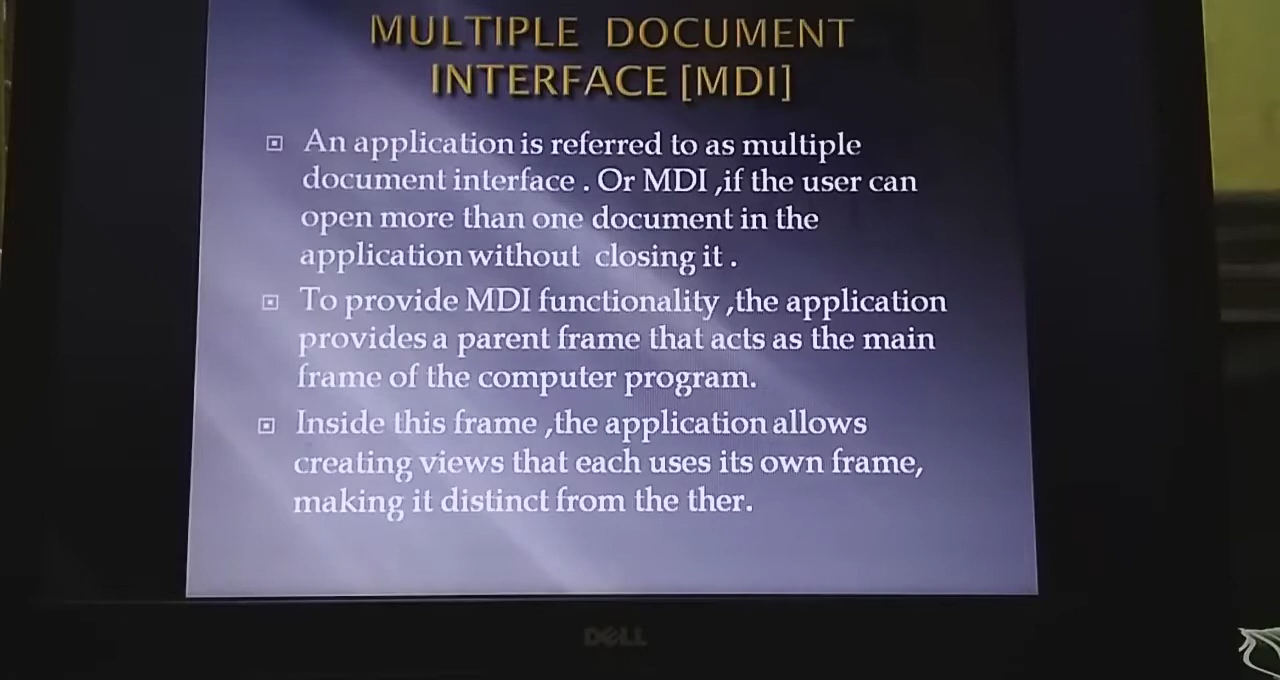 MULTIPLE DOCUMENT
INTERFACE [MDI]
An application is referred to as multiple
document interface . Or MDI ,if the user can
open more than one document in the
application without closing it .
To provide MDI functionality ,the application
provides a parent frame that acts as the main
frame of the computer program.
Inside this frame ,the application allows
creating views that each uses its own frame,
making it distinct from the ther.
DELL